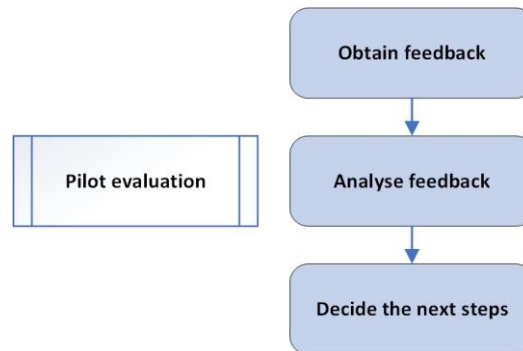 Obtain feedback
Pilot evaluation
Analyse feedback
Decide the next steps